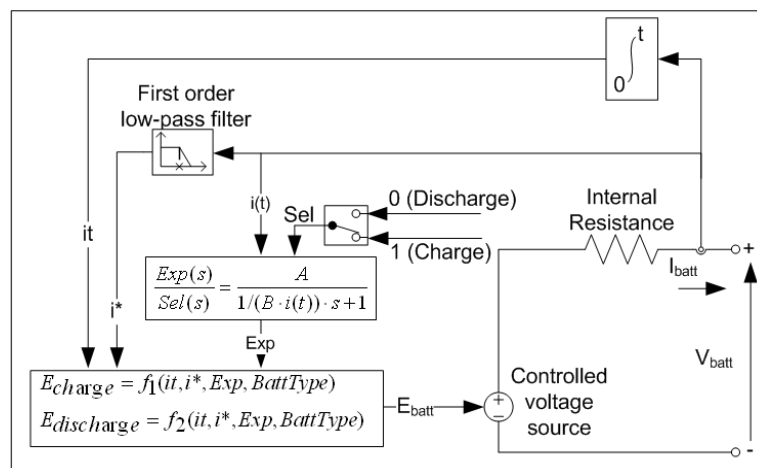 t
∫
0
First order
low-pass filter
it
i*
i(t)
Sel
0 (Discharge)
1 (Charge)
Internal
Resistance
+
I_batt
Exp(s)/Sel(s) = A/(1/(B·i(t))·s+1)
Exp
V_batt
E_charge = f_1(it,i*,Exp,BattType)
E_discharge = f_2(it,i*,Exp,BattType)
E_batt
+
−
Controlled
voltage
source
-